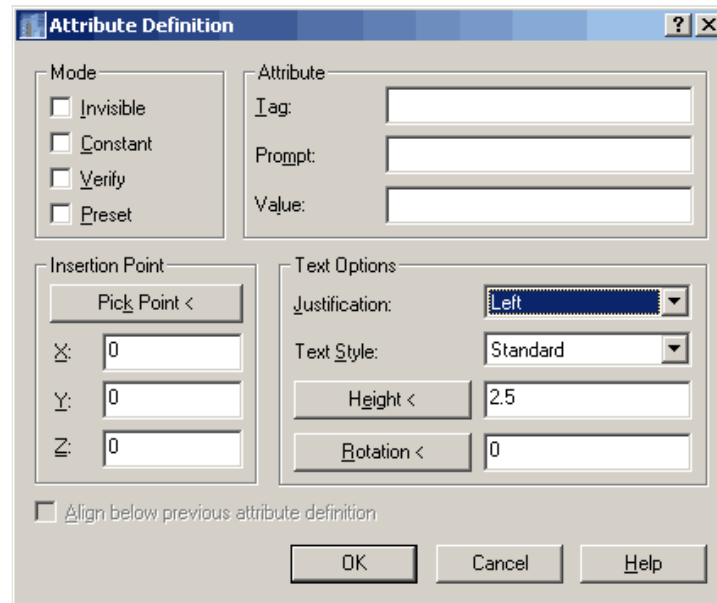 Attribute Definition
Mode
Invisible
Constant
Verify
Preset
Attribute
Tag:
Prompt:
Value:
Insertion Point
Pick Point <
X: 0
Y: 0
Z: 0
Text Options
Justification: Left
Text Style: Standard
Height < 2.5
Rotation < 0
Align below previous attribute definition
OK Cancel Help